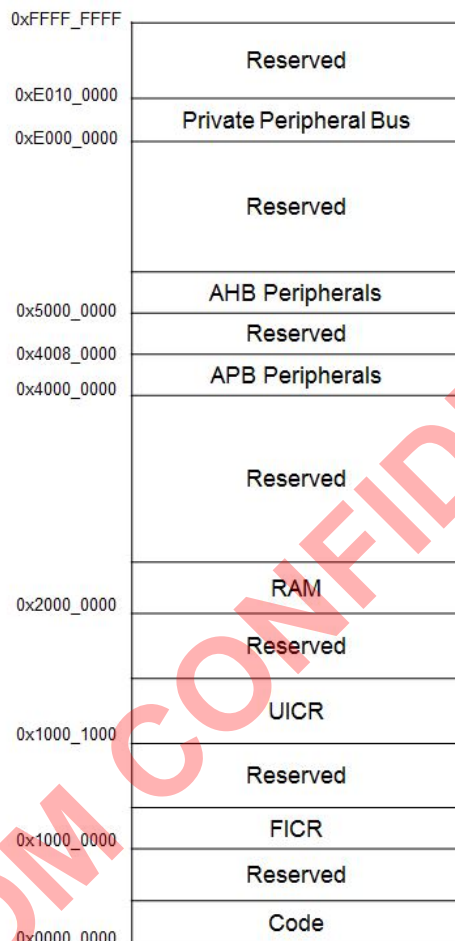 0xFFFF_FFFF
Reserved
0xE010_0000
Private Peripheral Bus
0xE000_0000
Reserved
AHB Peripherals
0x5000_0000
Reserved
0x4008_0000
APB Peripherals
0x4000_0000
Reserved
RAM
0x2000_0000
Reserved
UICR
0x1000_1000
Reserved
FICR
0x1000_0000
Reserved
Code
0x0000_0000